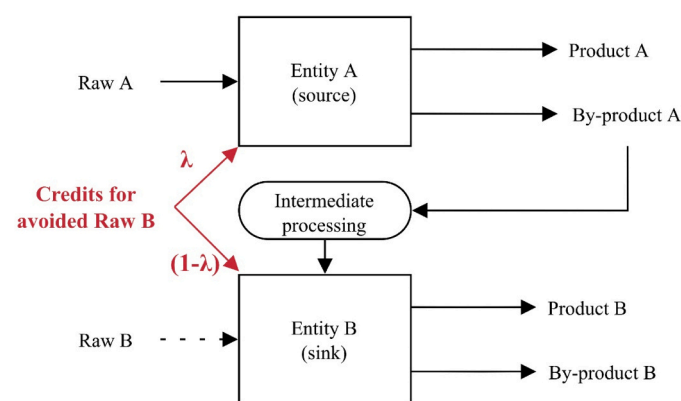 Raw A
Entity A
(source)
Product A
By-product A
λ
Credits for
avoided Raw B
(1-λ)
Intermediate
processing
Raw B
Entity B
(sink)
Product B
By-product B